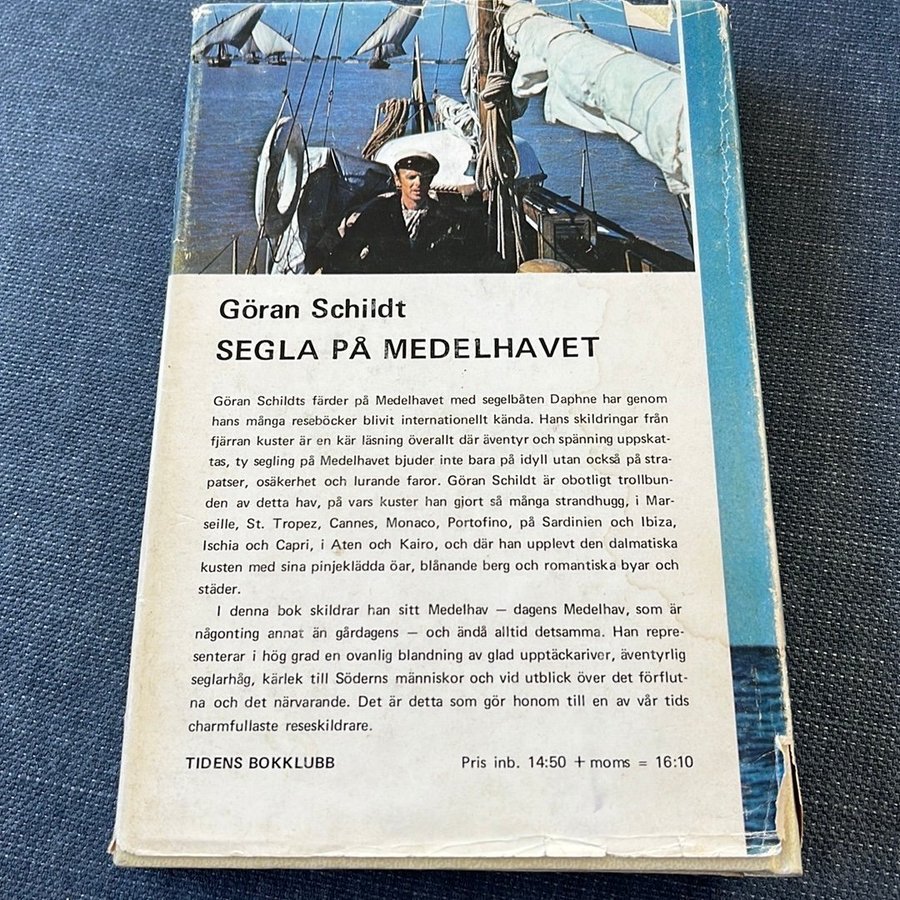 Göran Schildt
SEGLA PÅ MEDELHAVET
Göran Schildts färder på Medelhavet med segelbåten Daphne har genom
hans många reseböcker blivit internationellt kända. Hans skildringar från
fjärran kuster är en kär läsning överallt där äventyr och spänning uppskat-
tas, ty segling på Medelhavet bjuder inte bara på idyll utan också på stra-
patser, osäkerhet och lurande faror. Göran Schildt är obotligt trollbun-
den av detta hav, på vars kuster han gjort så många strandhugg, i Mar-
seille, St. Tropez, Cannes, Monaco, Portofino, på Sardinien och Ibiza,
Ischia och Capri, i Aten och Kairo, och där han upplevt den dalmatiska
kusten med sina pinjeklädda öar, blånande berg och romantiska byar och
städer.
I denna bok skildrar han sitt Medelhav — dagens Medelhav, som är
någonting annat än gårdagens — och ändå alltid detsamma. Han repre-
senterar i hög grad en ovanlig blandning av glad upptäckariver, äventyrlig
seglarhåg, kärlek till Söderns människor och vid utblick över det förflut-
na och det närvarande. Det är detta som gör honom till en av vår tids
charmfullaste reseskildrare.
TIDENS BOKKLUBB Pris inb. 14:50 + moms = 16:10